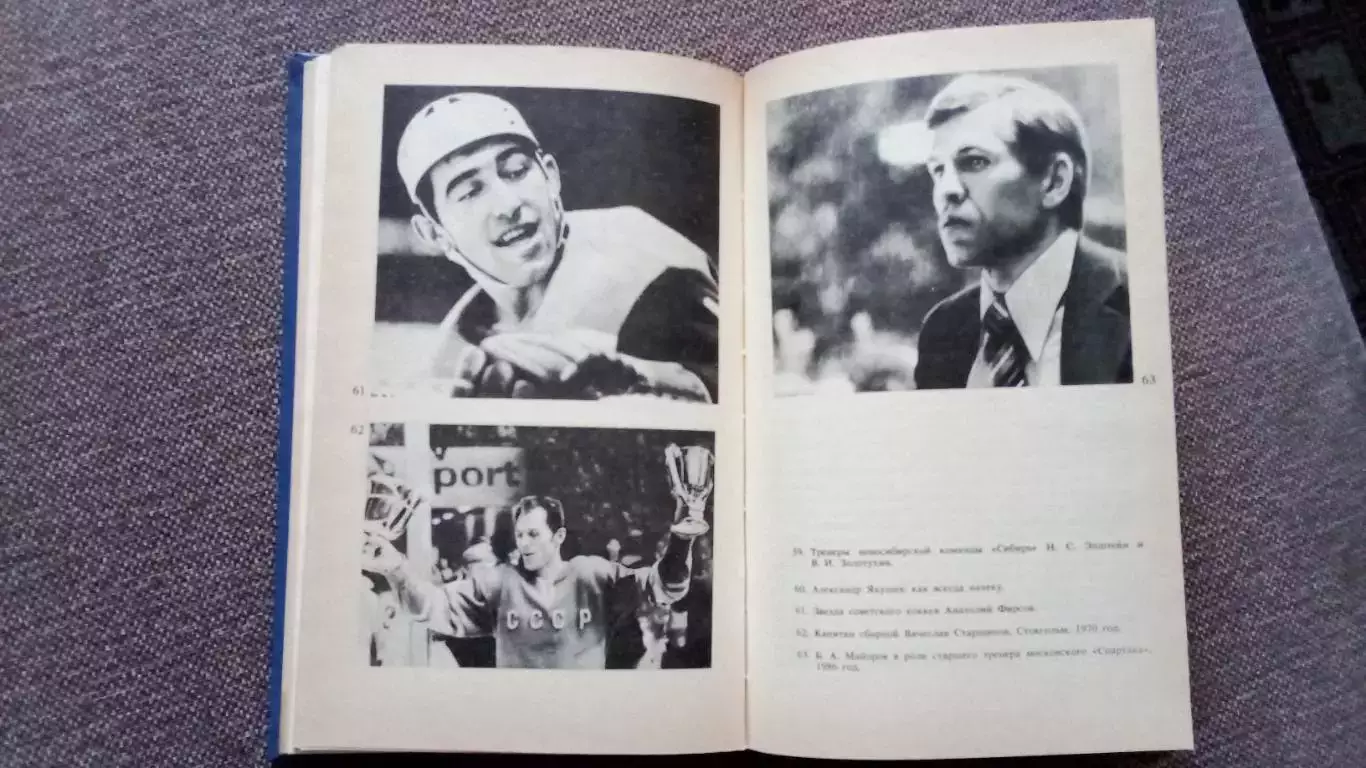 61
62
port
СССР
63
59. Тренеры новосибирской команды «Сибирь» Н. С. Эпштейн и
В. И. Золотухин.
60. Александр Якушев: как всегда начеку.
61. Звезда советского хоккея Анатолий Фирсов.
62. Капитан сборной Вячеслав Старшинов. Стокгольм, 1970 год.
63. Б. А. Майоров в роли старшего тренера московского «Спартака»,
1986 год.